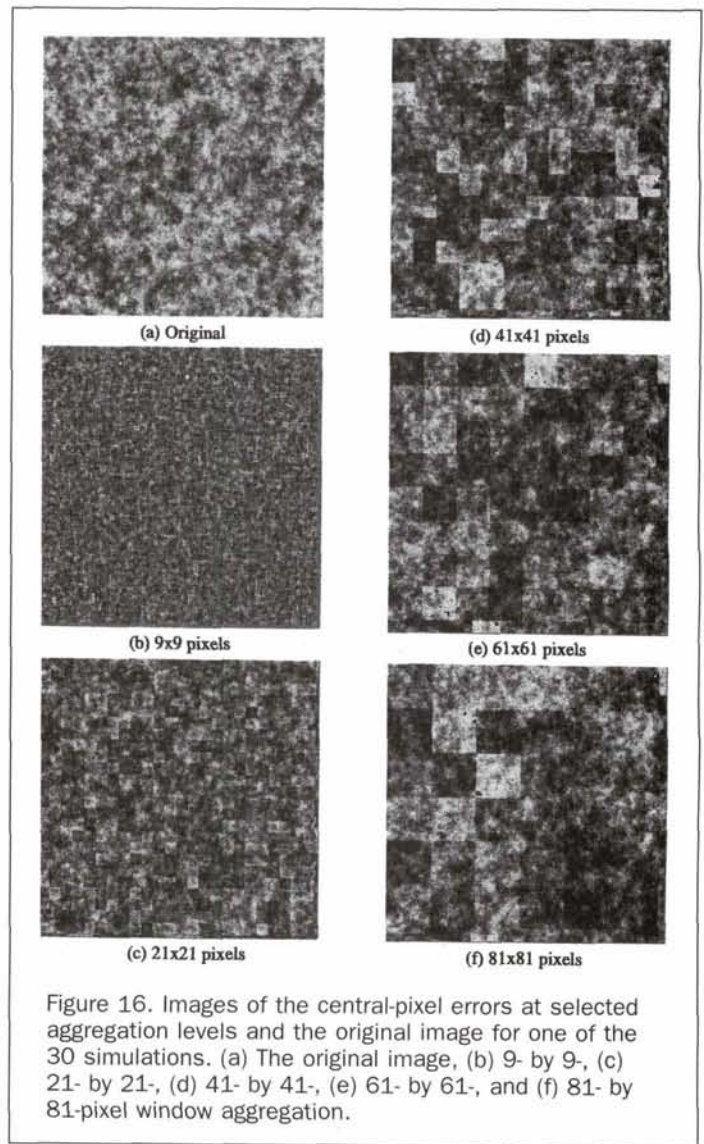 (a) Original
(b) 9x9 pixels
(c) 21x21 pixels
(d) 41x41 pixels
(e) 61x61 pixels
(f) 81x81 pixels
Figure 16. Images of the central-pixel errors at selected
aggregation levels and the original image for one of the
30 simulations. (a) The original image, (b) 9- by 9-, (c)
21- by 21-, (d) 41- by 41-, (e) 61- by 61-, and (f) 81- by
81-pixel window aggregation.